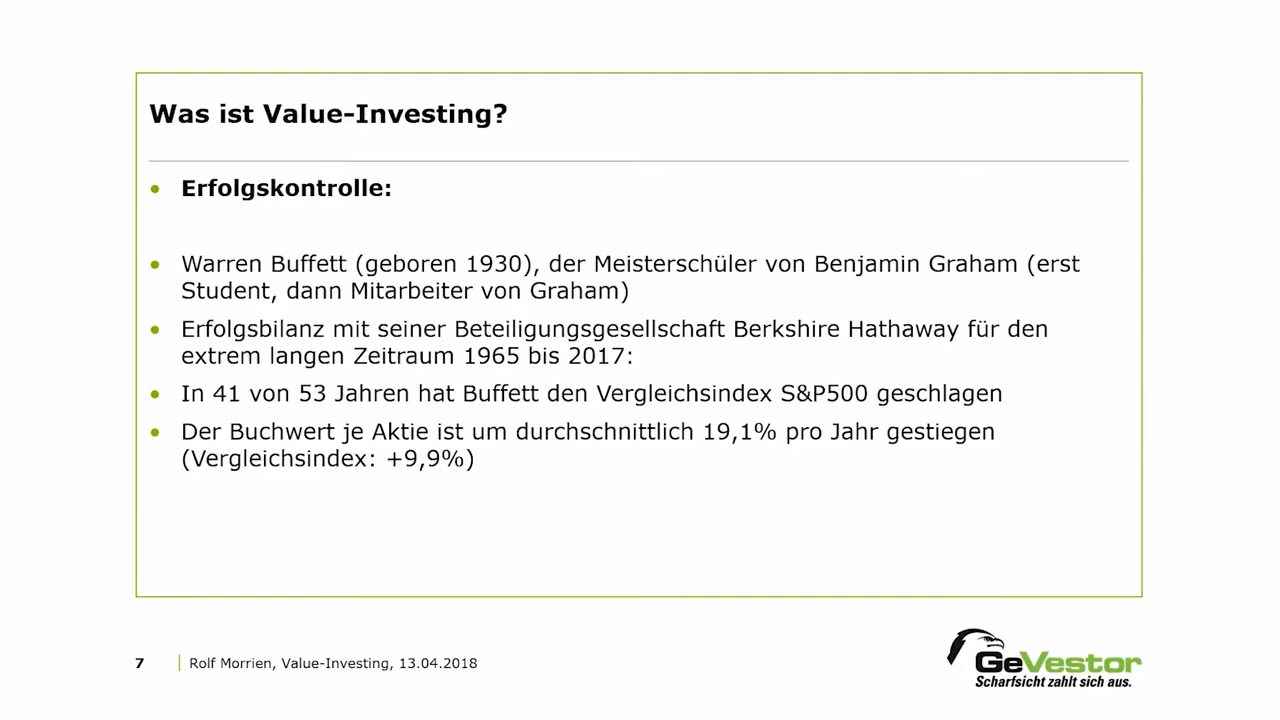 Was ist Value-Investing?
• Erfolgskontrolle:
• Warren Buffett (geboren 1930), der Meisterschüler von Benjamin Graham (erst
Student, dann Mitarbeiter von Graham)
• Erfolgsbilanz mit seiner Beteiligungsgesellschaft Berkshire Hathaway für den
extrem langen Zeitraum 1965 bis 2017:
• In 41 von 53 Jahren hat Buffett den Vergleichsindex S&P500 geschlagen
• Der Buchwert je Aktie ist um durchschnittlich 19,1% pro Jahr gestiegen
(Vergleichsindex: +9,9%)
7 Rolf Morrien, Value-Investing, 13.04.2018
GeVestor
Scharfsicht zahlt sich aus.